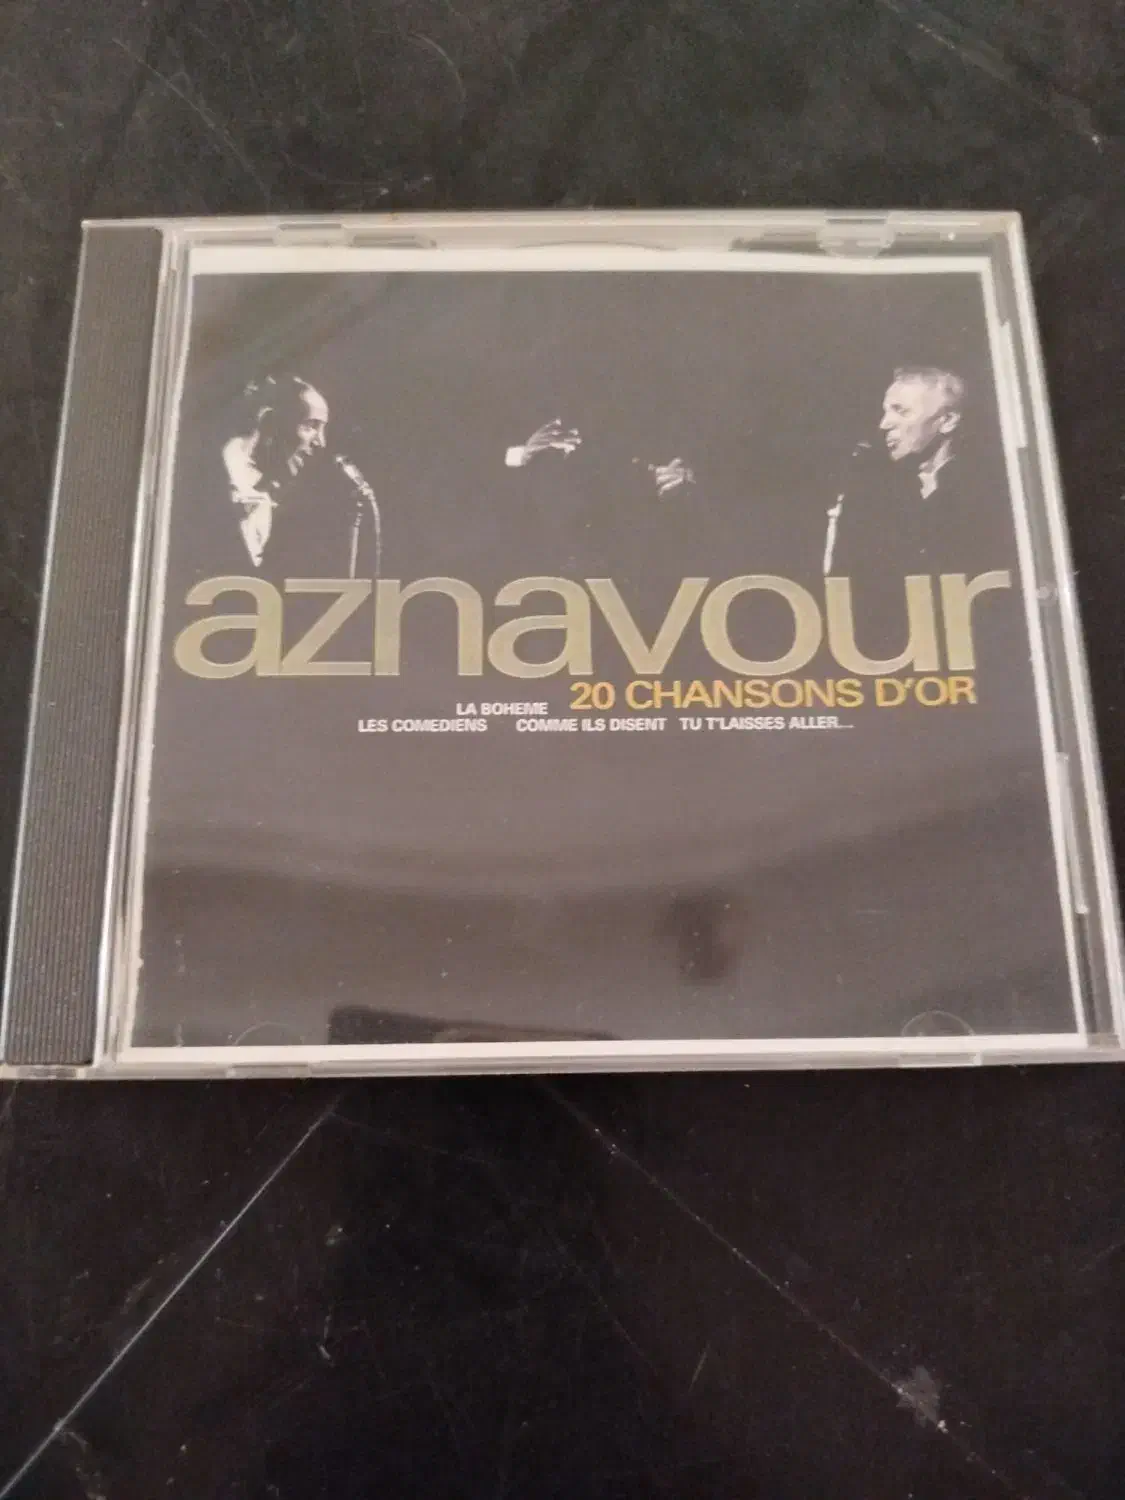 aznavour
20 CHANSONS D'OR
LA BOHEME
LES COMEDIENS COMME ILS DISENT TU T'LAISSES ALLER...